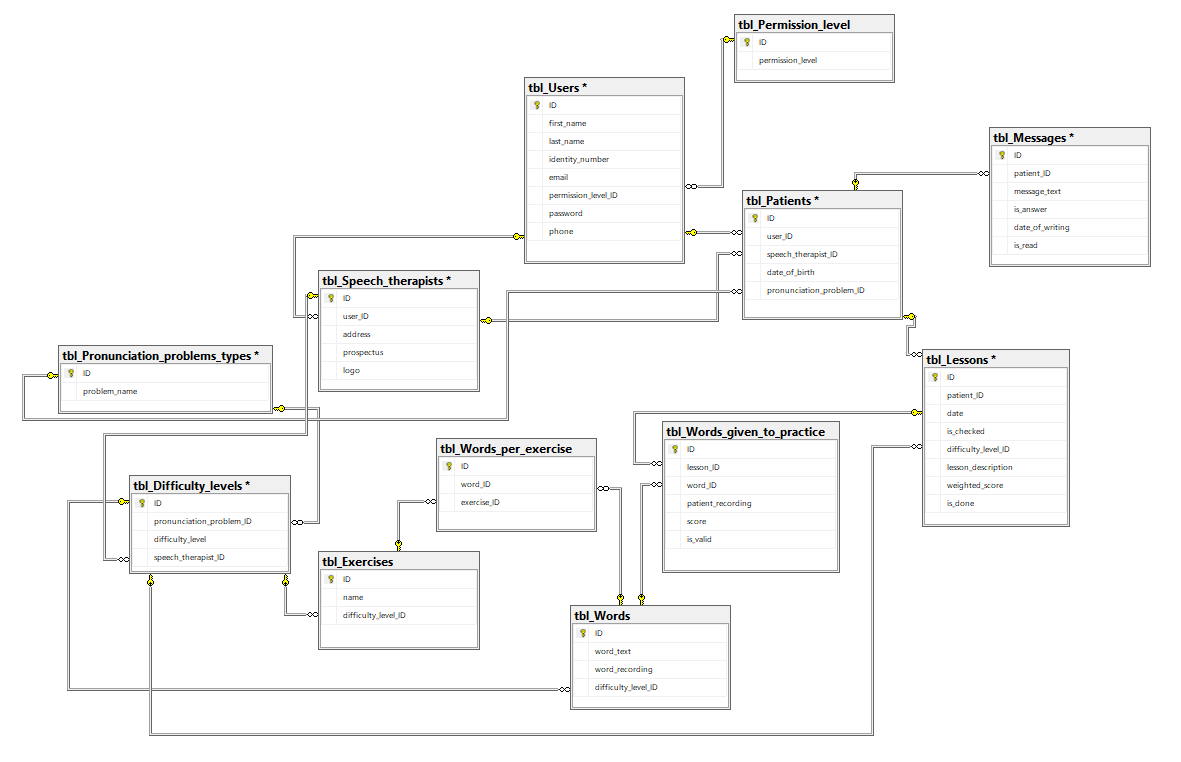 tbl_Permission_level
ID
permission_level
tbl_Users *
ID
first_name
last_name
identity_number
email
permission_level_ID
password
phone
tbl_Messages *
ID
patient_ID
message_text
is_answer
date_of_writing
is_read
tbl_Patients *
ID
user_ID
speech_therapist_ID
date_of_birth
pronunciation_problem_ID
tbl_Speech_therapists *
ID
user_ID
address
prospectus
logo
tbl_Pronunciation_problems_types *
ID
problem_name
tbl_Lessons *
ID
patient_ID
date
is_checked
difficulty_level_ID
lesson_description
weighted_score
is_done
tbl_Words_given_to_practice
ID
lesson_ID
word_ID
patient_recording
score
is_valid
tbl_Words_per_exercise
ID
word_ID
exercise_ID
tbl_Difficulty_levels *
ID
pronunciation_problem_ID
difficulty_level
speech_therapist_ID
tbl_Exercises
ID
name
difficulty_level_ID
tbl_Words
ID
word_text
word_recording
difficulty_level_ID